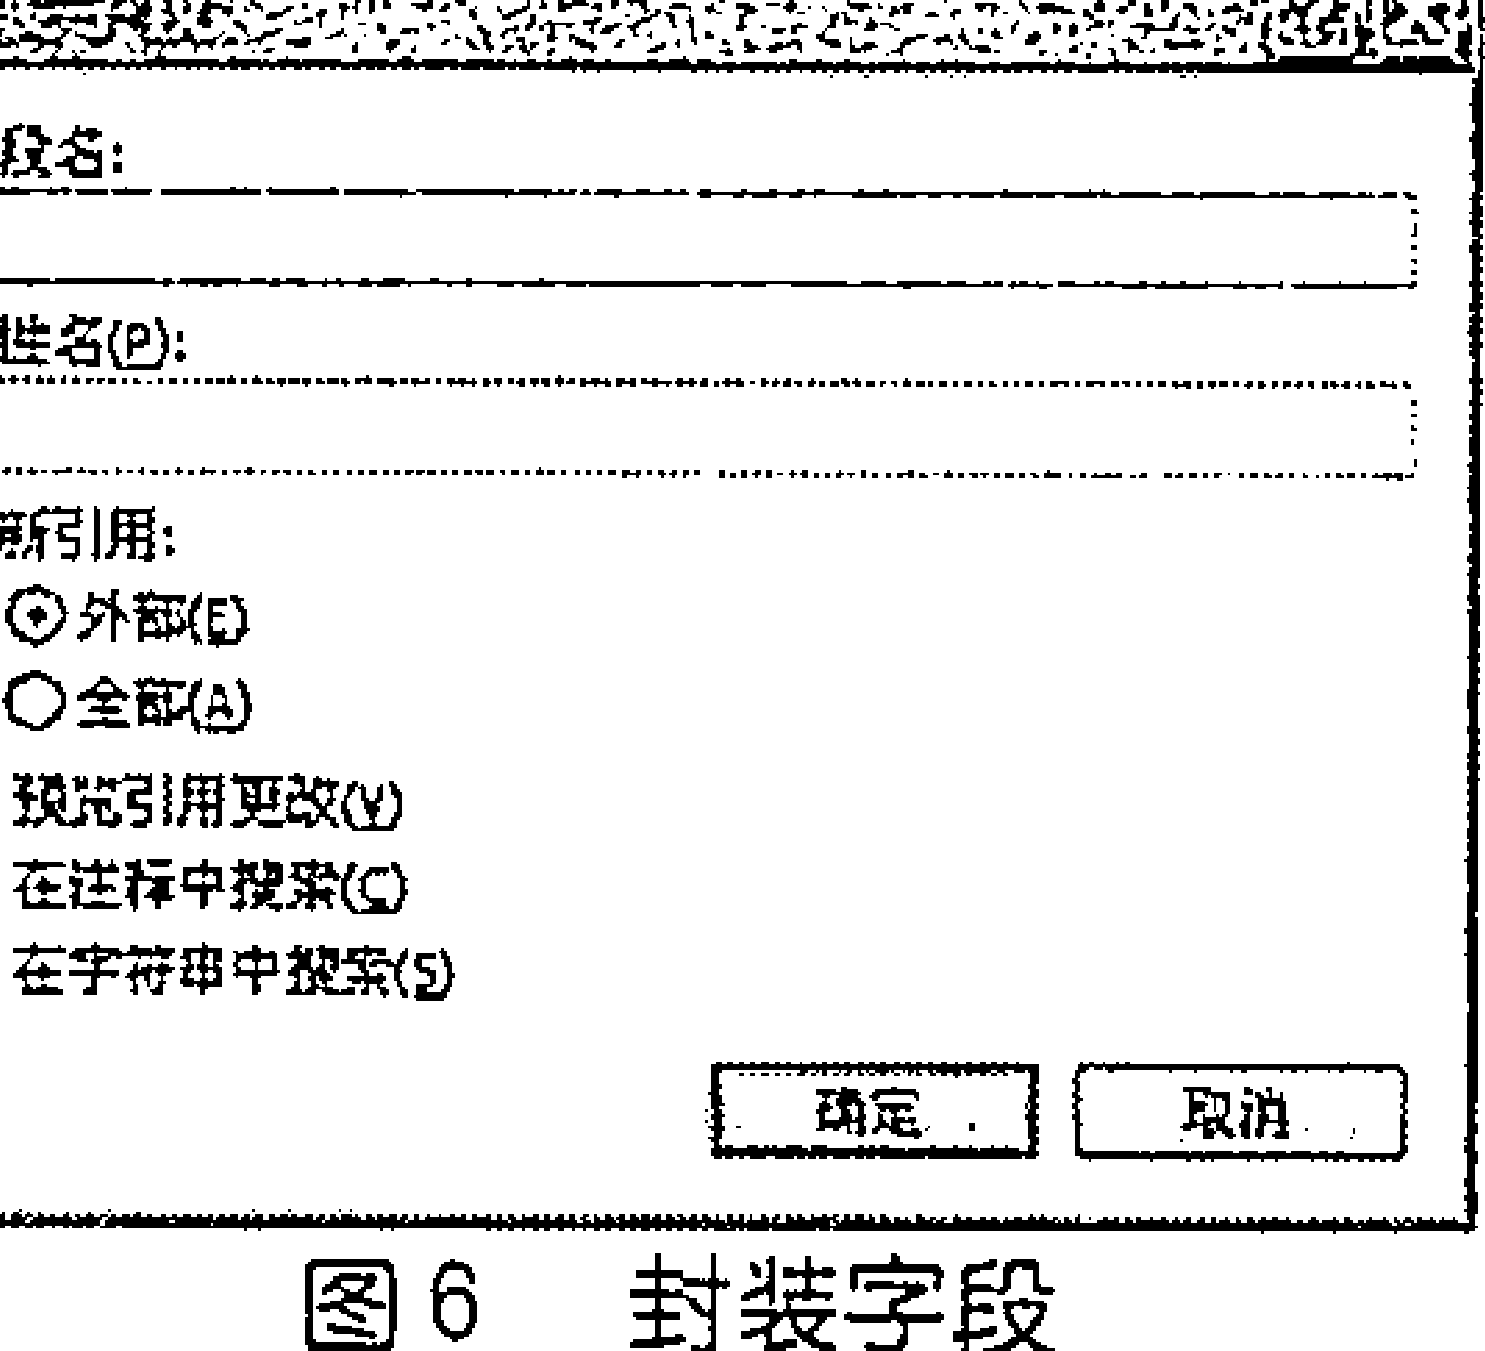 段名:
性名(P):
新引用:
外部(E)
全部(A)
预览引用更改(V)
在注释中搜索(C)
在字符串中搜索(S)
确定
取消
图6 封装字段